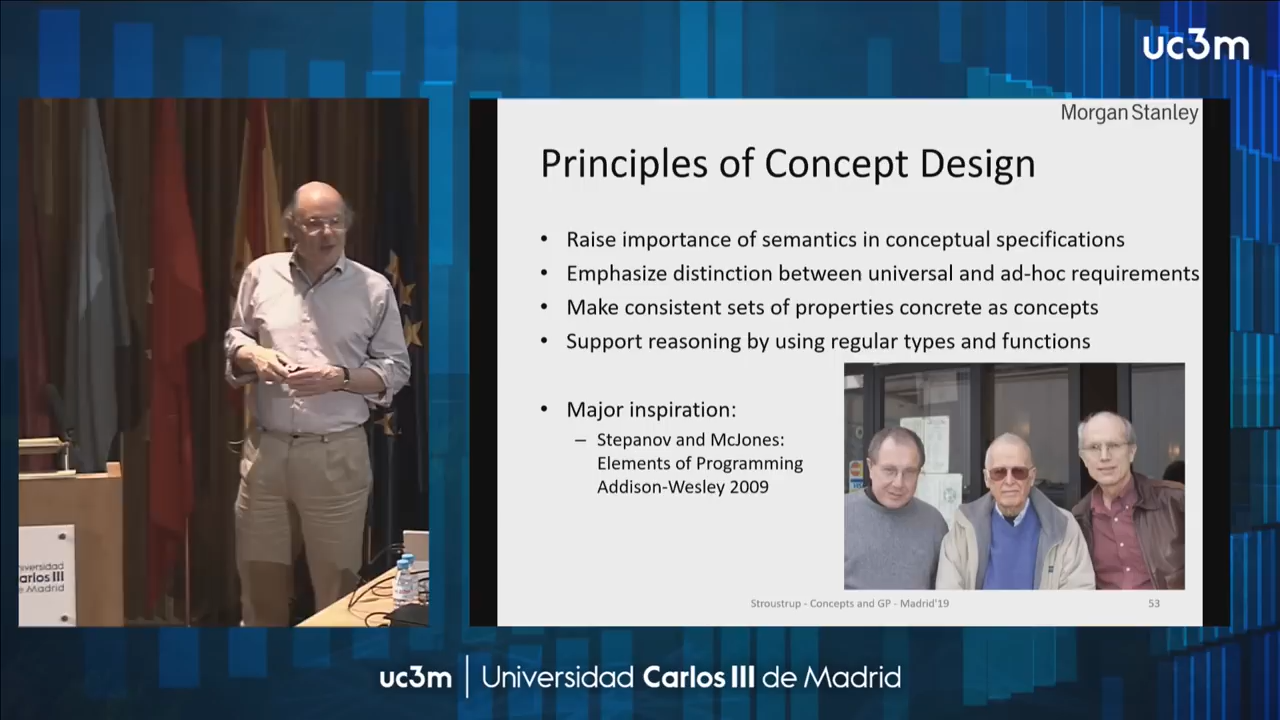 uc3m
Morgan Stanley
Principles of Concept Design
• Raise importance of semantics in conceptual specifications
• Emphasize distinction between universal and ad-hoc requirements
• Make consistent sets of properties concrete as concepts
• Support reasoning by using regular types and functions
• Major inspiration:
– Stepanov and McJones:
Elements of Programming
Addison-Wesley 2009
Stroustrup - Concepts and GP - Madrid'19
53
niversidad
arlos III
de Madrid
uc3m | Universidad Carlos III de Madrid